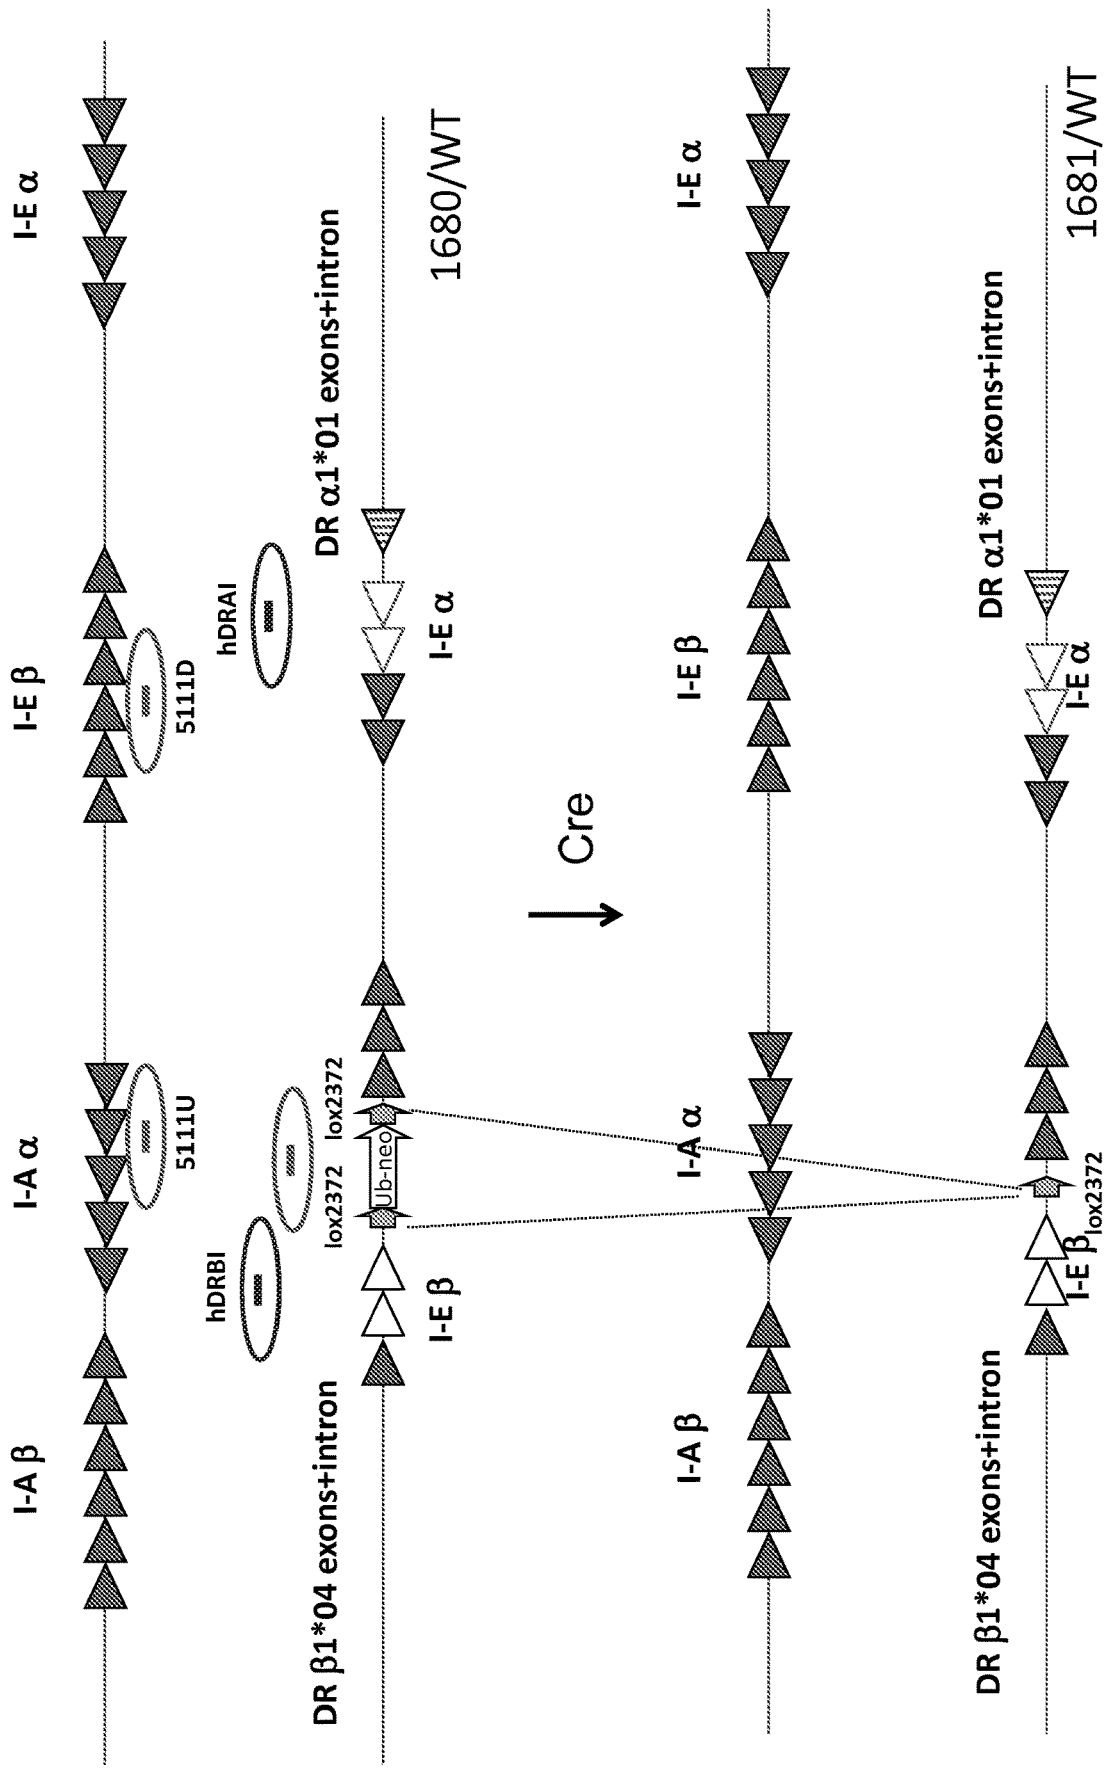 I-A β
I-A α
I-E β
I-E α
5111U
5111D
hDRBI
hDRAI
lox2372
lox2372
DR β1*04 exons+intron
Ub-neo
DR α1*01 exons+intron
I-E β
I-E α
1680/WT
Cre
I-A β
I-A α
I-E β
I-E α
DR β1*04 exons+intron
DR α1*01 exons+intron
I-E β
lox2372
I-E α
1681/WT